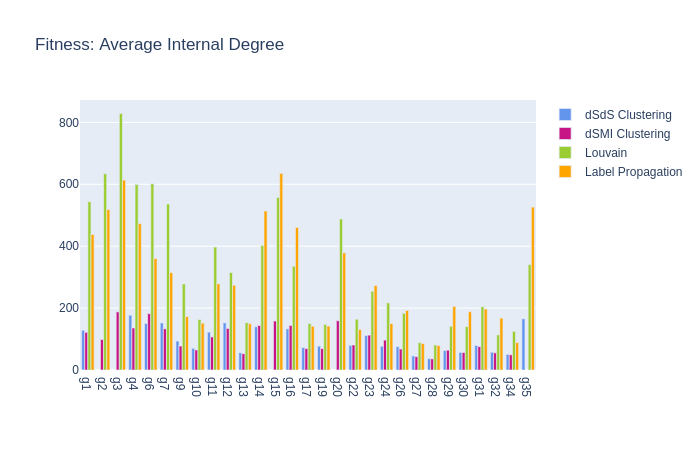 Fitness: Average Internal Degree
dSdS Clustering
dSMI Clustering
Louvain
Label Propagation
800
600
400
200
0
g1 g2 g3 g4 g6 g7 g9 g10 g11 g12 g13 g14 g15 g16 g17 g19 g20 g22 g23 g24 g26 g27 g28 g29 g30 g31 g32 g34 g35